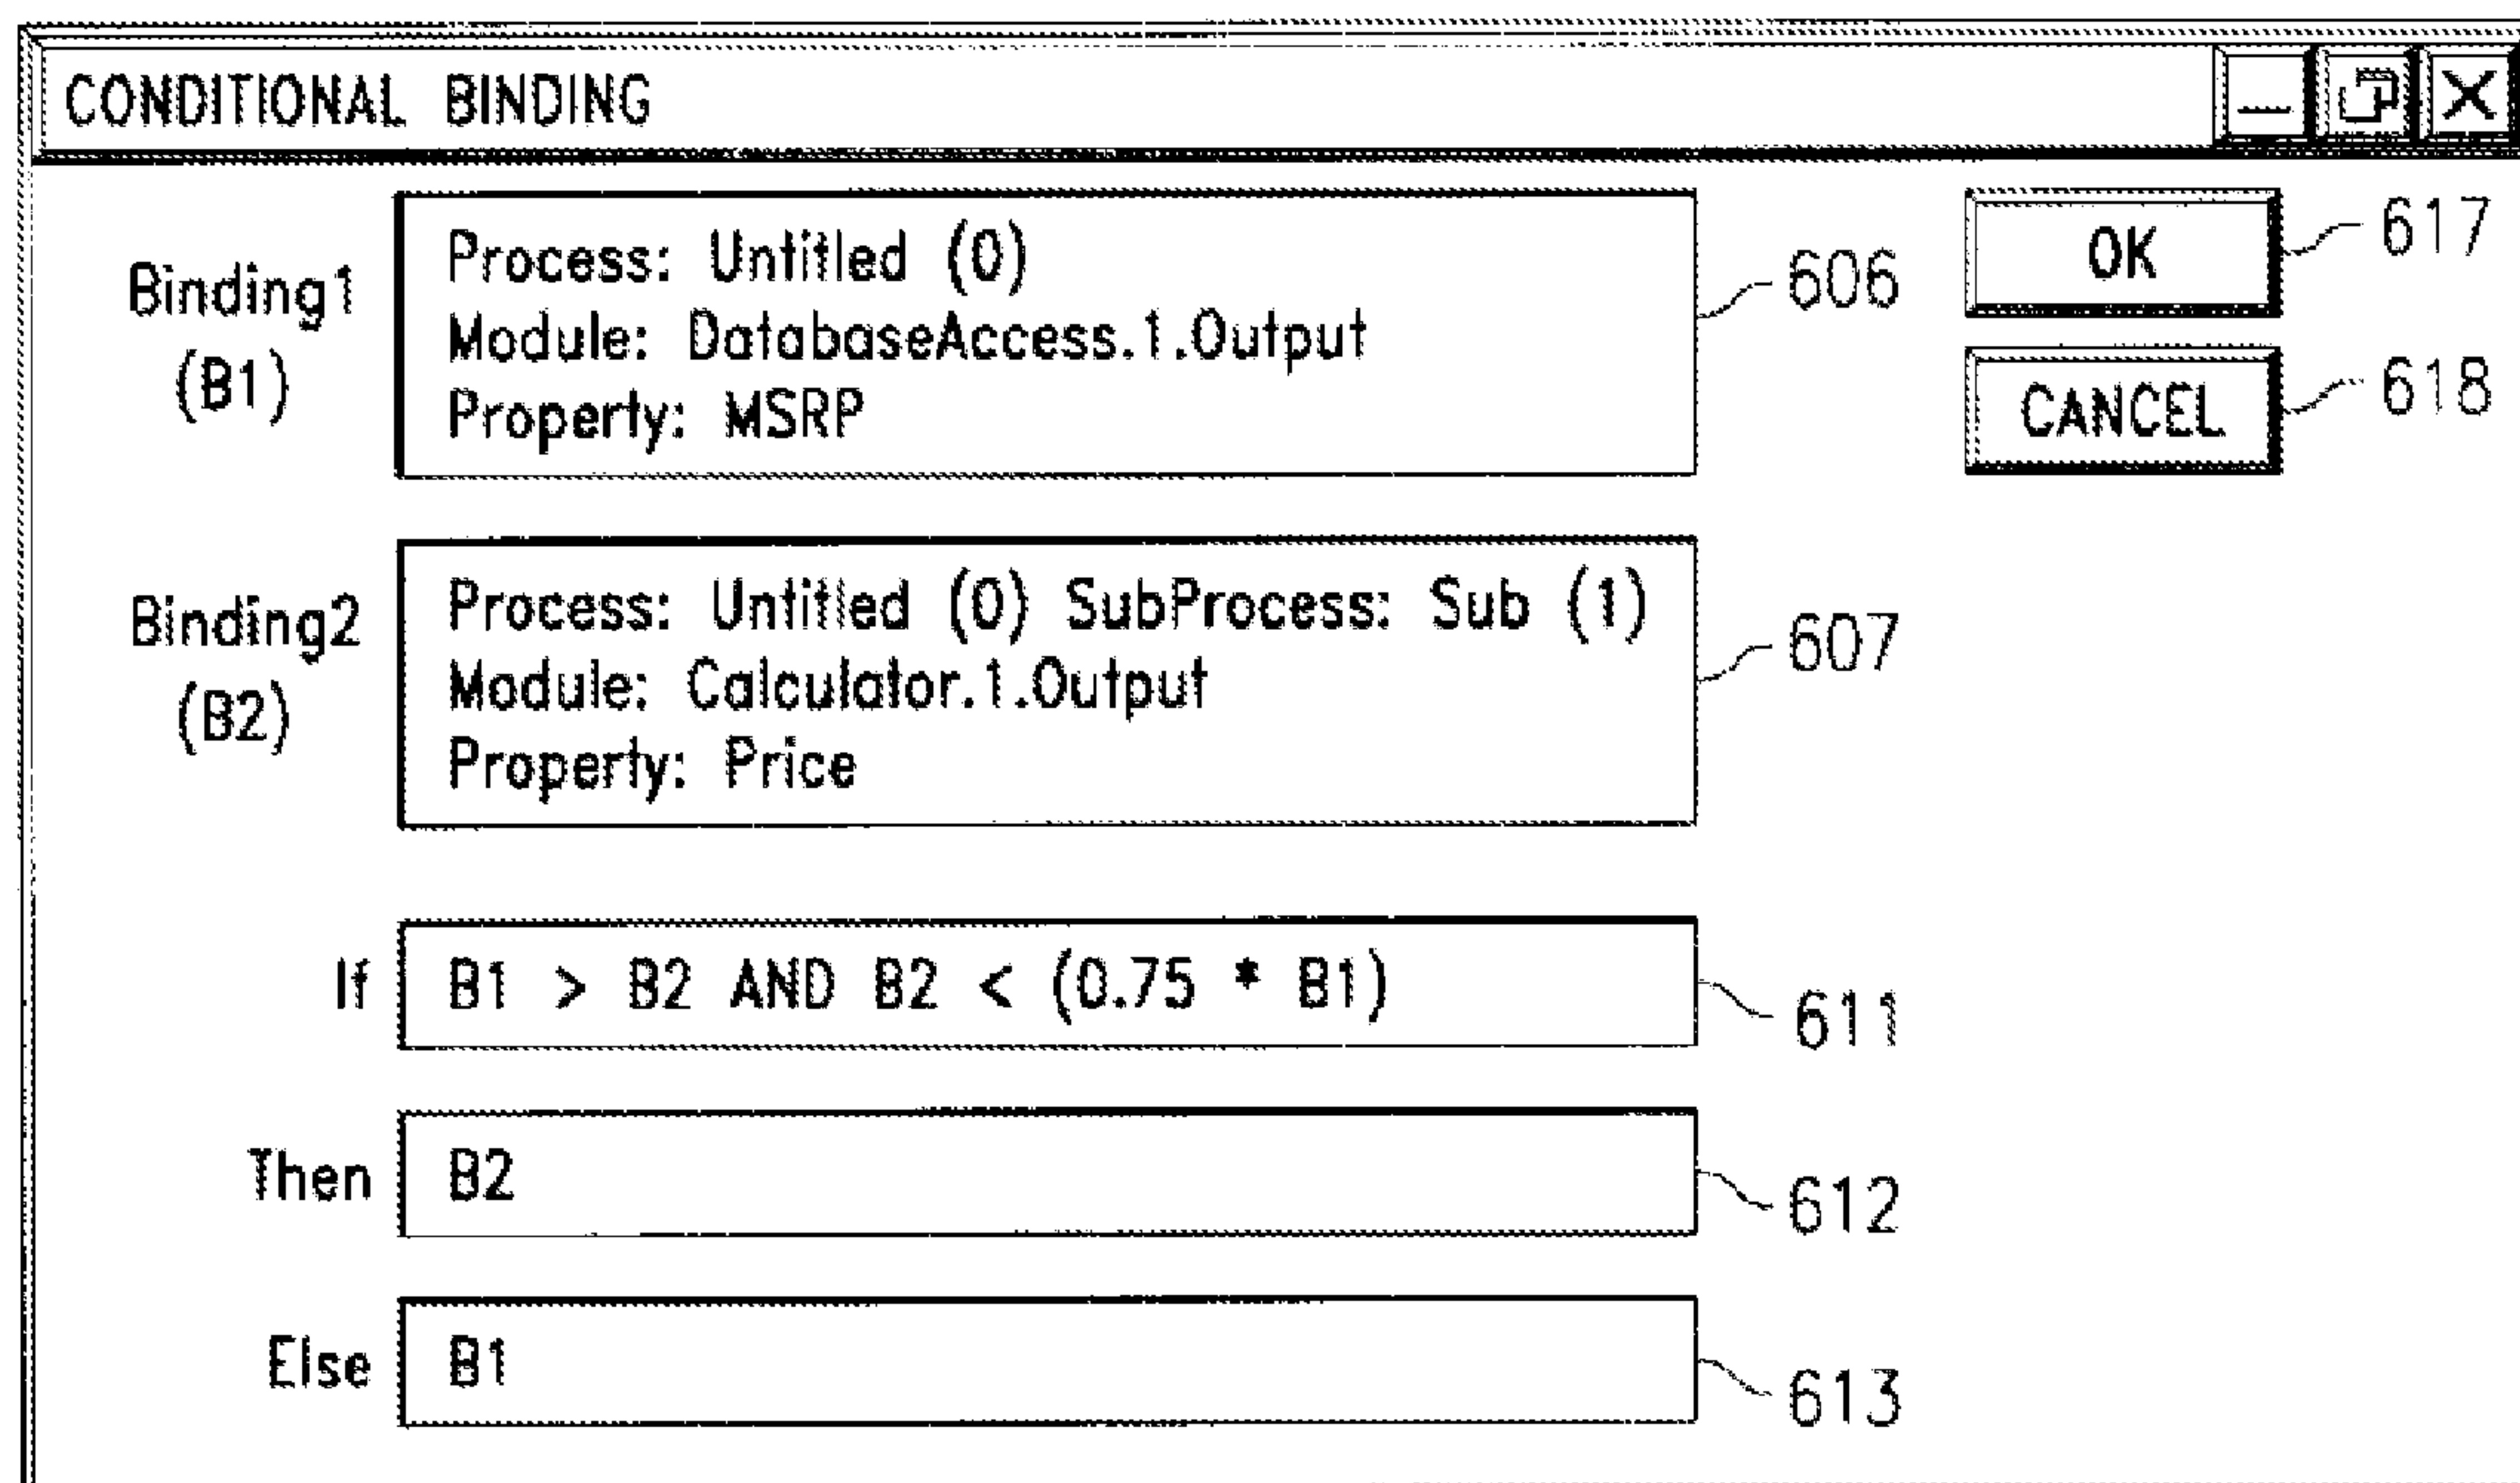 CONDITIONAL BINDING
Binding1
(B1)
Process: Untitled (0)
Module: DatabaseAccess.1.Output
Property: MSRP
606
OK
617
CANCEL
618
Binding2
(B2)
Process: Untitled (0) SubProcess: Sub (1)
Module: Calculator.1.Output
Property: Price
607
If
B1 > B2 AND B2 < (0.75 * B1)
611
Then
B2
612
Else
B1
613